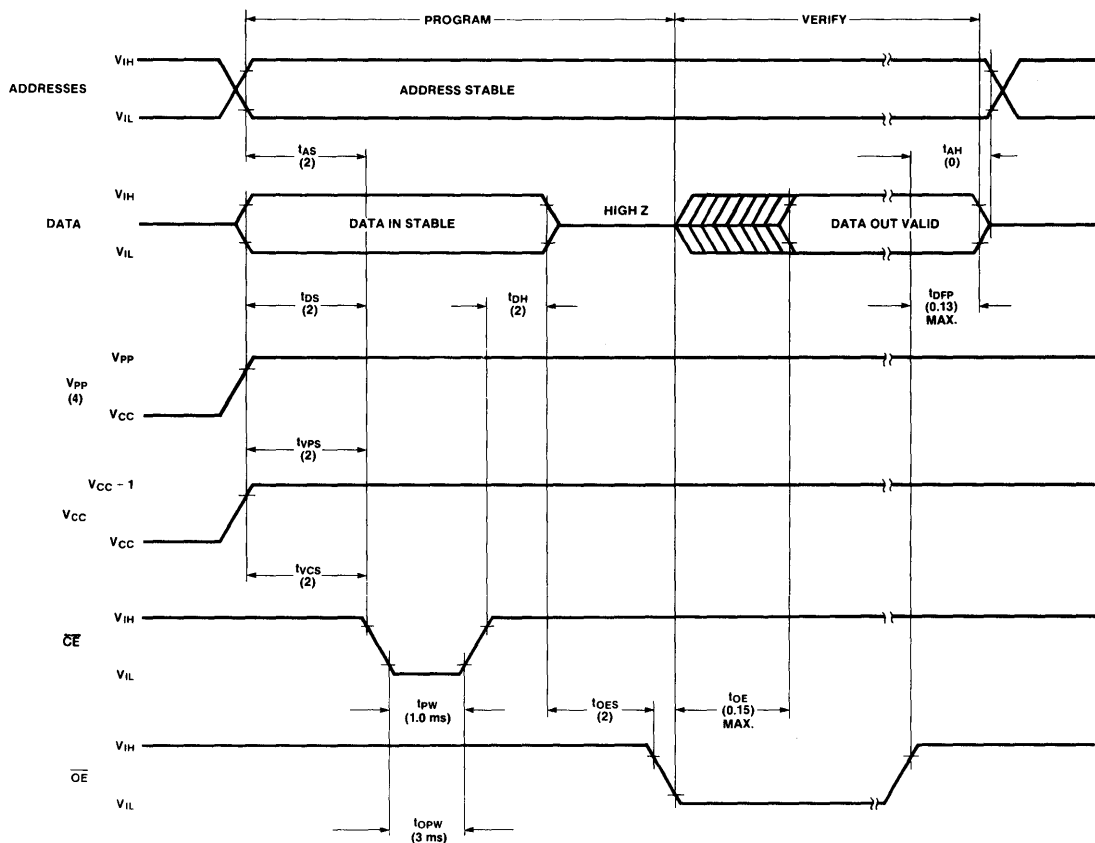 PROGRAM
VERIFY
VIH
ADDRESSES
ADDRESS STABLE
VIL
tAS
(2)
tAH
(0)
VIH
DATA
DATA IN STABLE
HIGH Z
DATA OUT VALID
VIL
tDS
(2)
tDH
(2)
tDFP
(0.13)
MAX.
VPP
VPP
(4)
VCC
tVPS
(2)
VCC - 1
VCC
VCC
tVCS
(2)
VIH
CE
VIL
tPW
(1.0 ms)
tOES
(2)
tOE
(0.15)
MAX.
VIH
OE
VIL
tOPW
(3 ms)